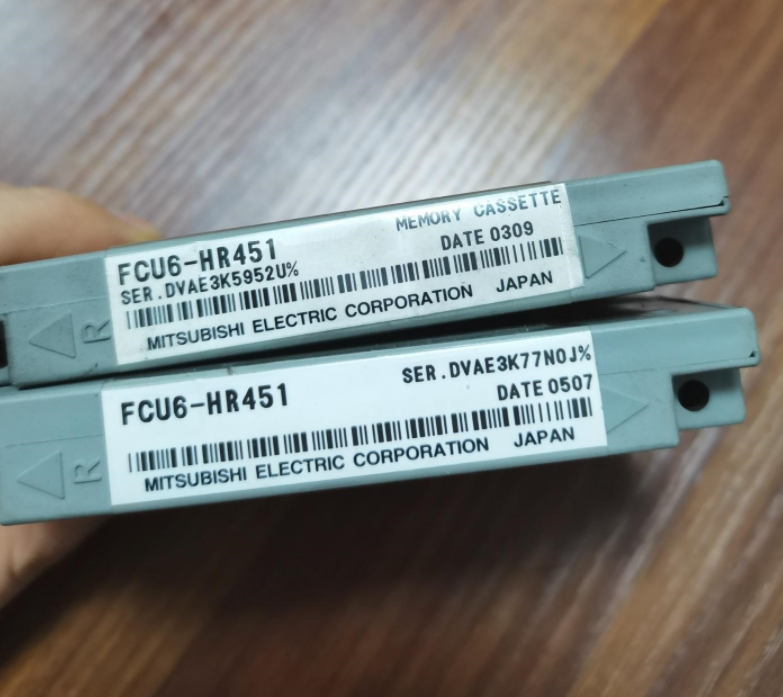 MEMORY CASSETTE
FCU6-HR451
DATE 0309
SER.DVAE3K5952U%
MITSUBISHI ELECTRIC CORPORATION JAPAN
R
SER.DVAE3K77N0J%
FCU6-HR451
DATE 0507
MITSUBISHI ELECTRIC CORPORATION JAPAN
R